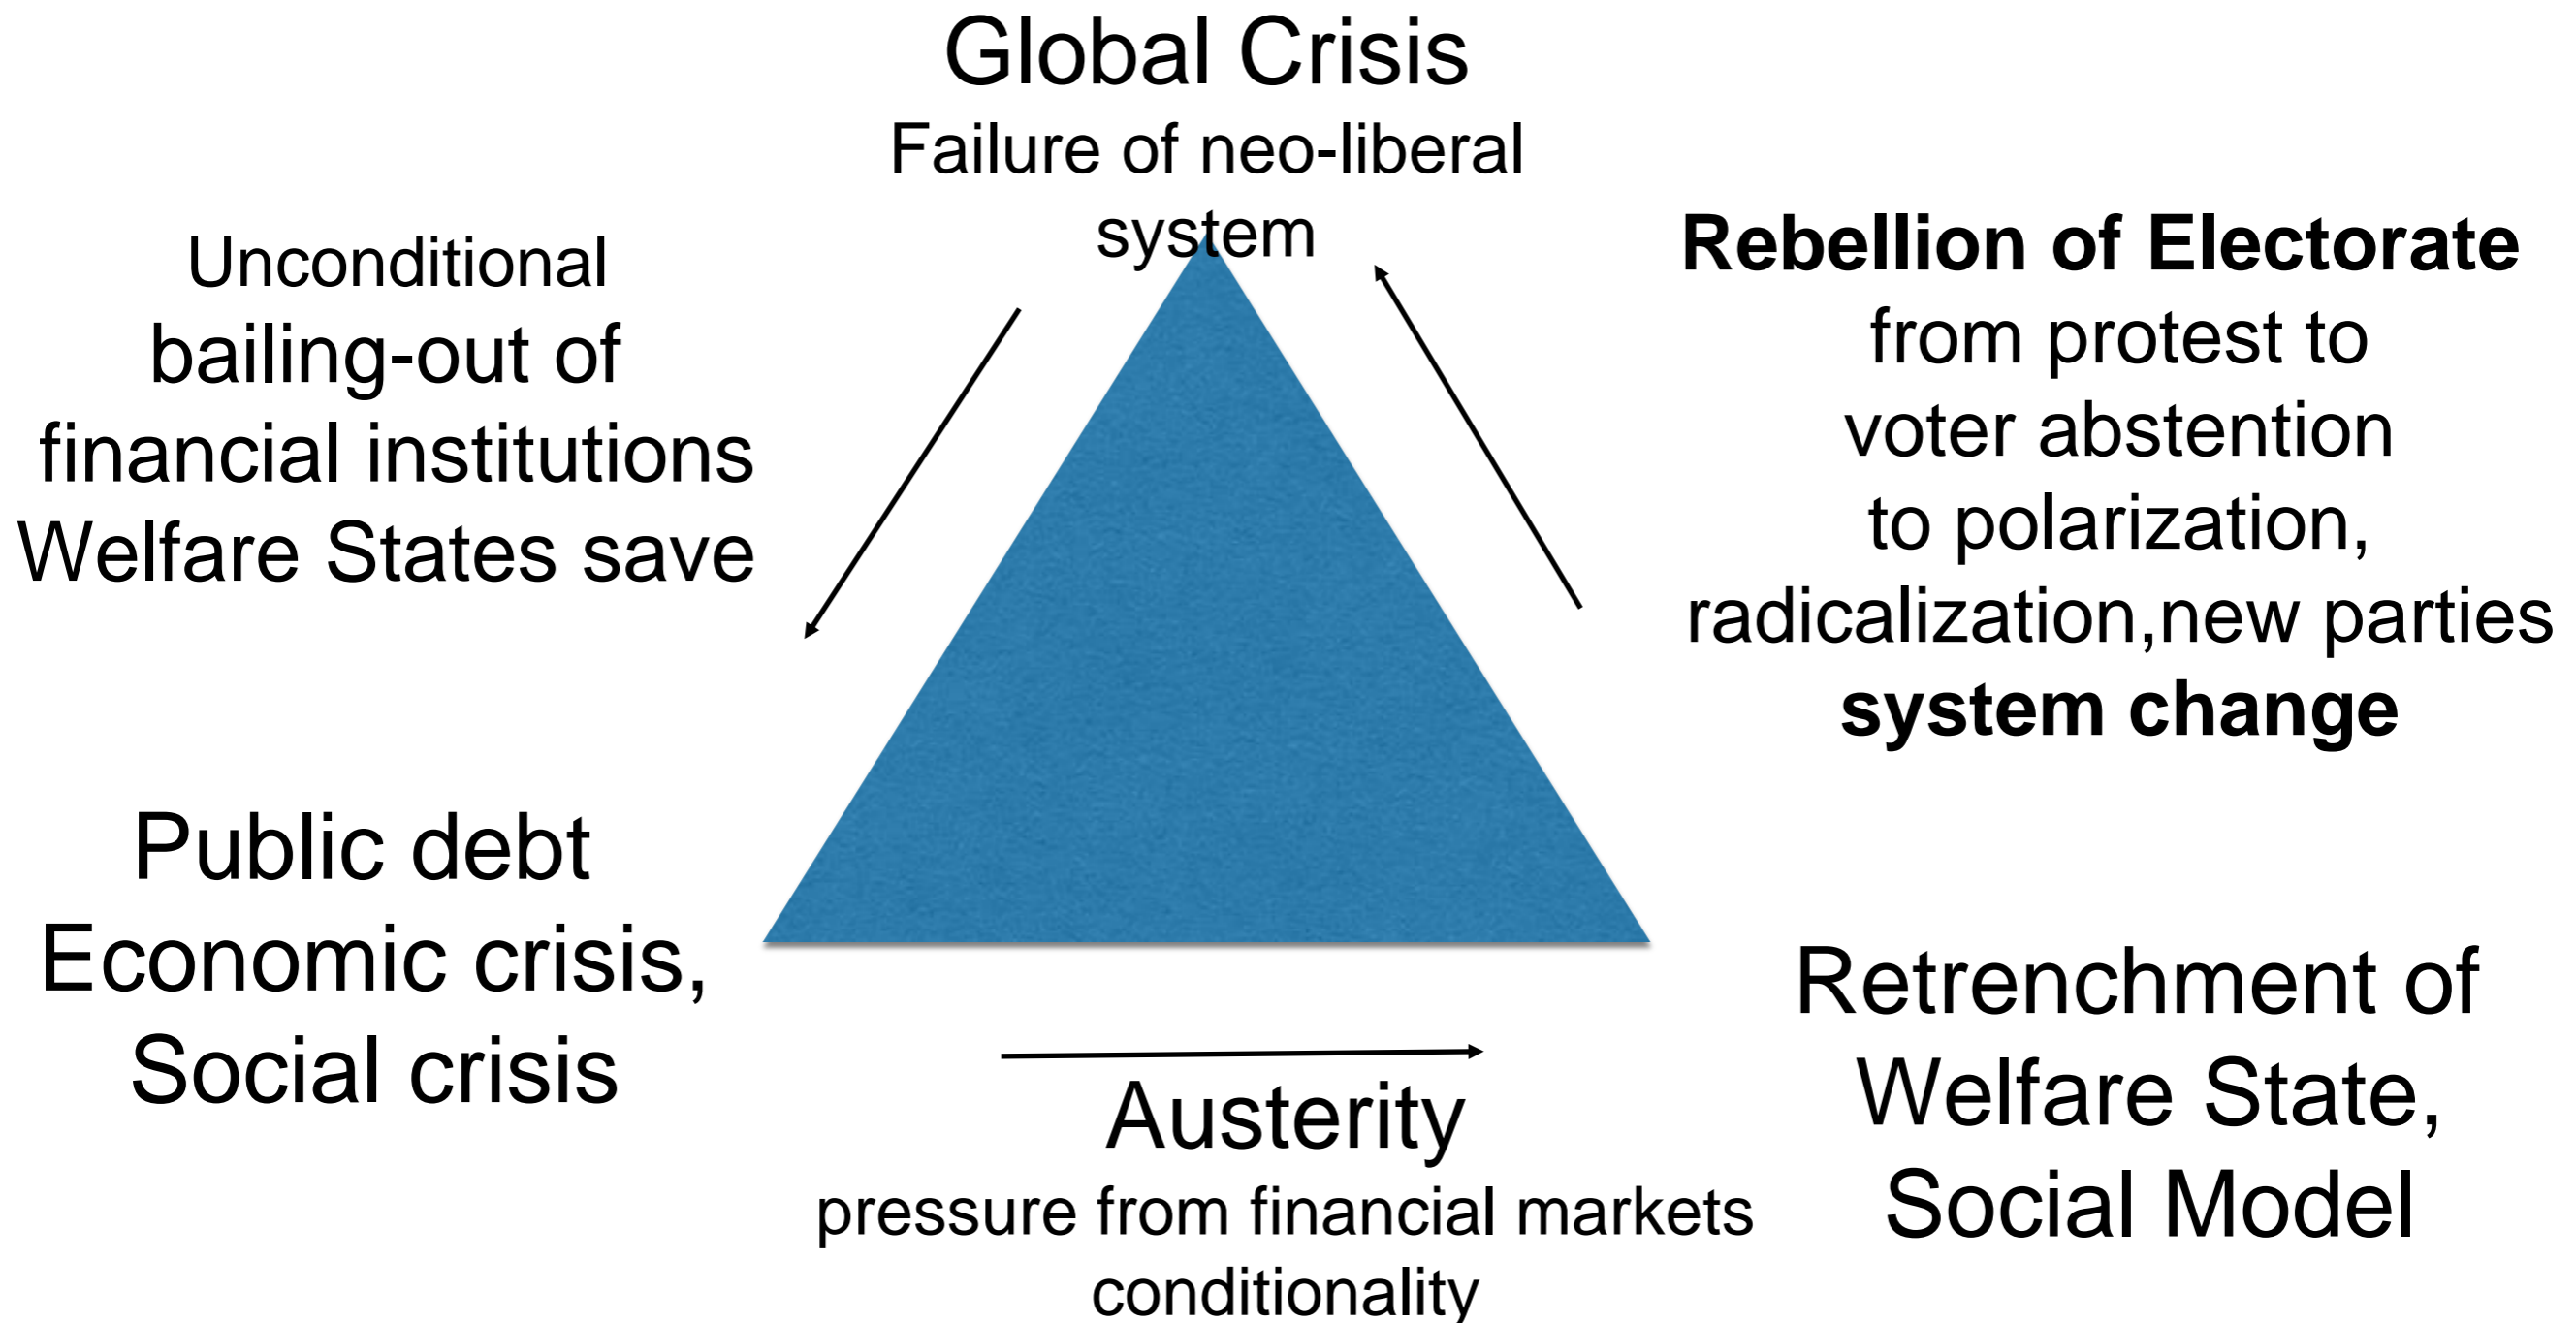 Global Crisis
Failure of neo-liberal
system
Unconditional
bailing-out of
financial institutions
Welfare States save
Rebellion of Electorate
from protest to
voter abstention
to polarization,
radicalization,new parties
system change
Public debt
Economic crisis,
Social crisis
Austerity
pressure from financial markets
conditionality
Retrenchment of
Welfare State,
Social Model